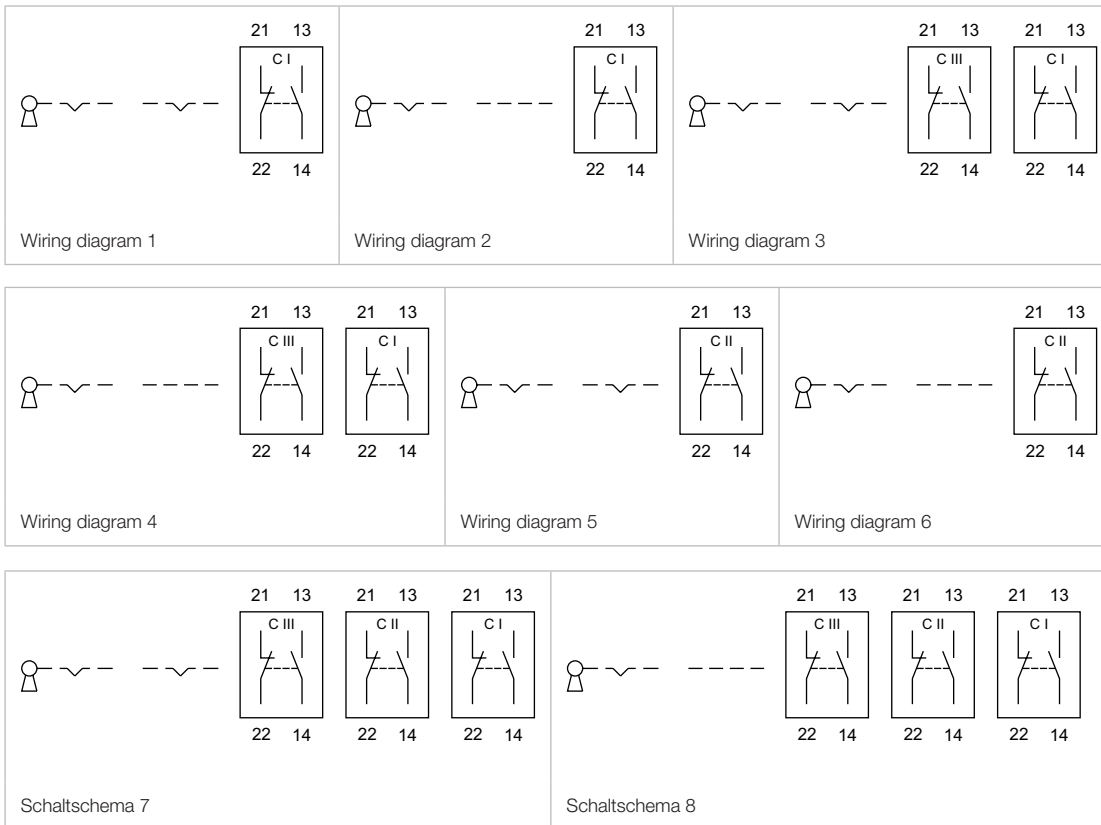 21 13
C I
22 14
Wiring diagram 1
21 13
C I
22 14
Wiring diagram 2
21 13 21 13
C III C I
22 14 22 14
Wiring diagram 3
21 13 21 13
C III C I
22 14 22 14
Wiring diagram 4
21 13
C II
22 14
Wiring diagram 5
21 13
C II
22 14
Wiring diagram 6
21 13 21 13 21 13
C III C II C I
22 14 22 14 22 14
Schaltschema 7
21 13 21 13 21 13
C III C II C I
22 14 22 14 22 14
Schaltschema 8